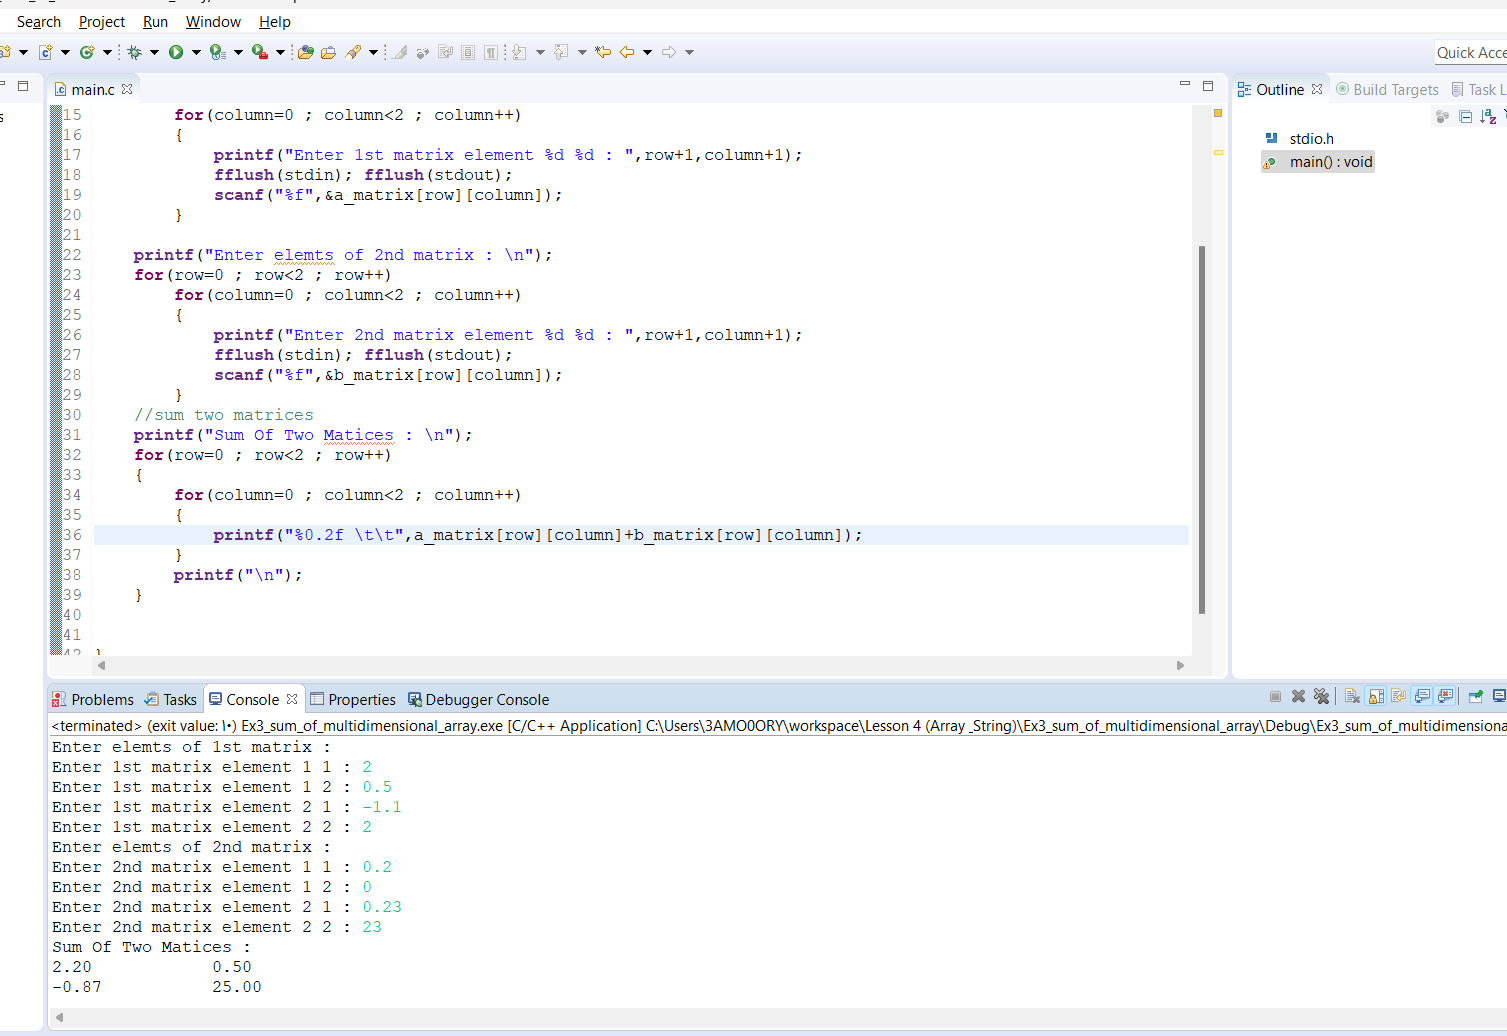 Search Project Run Window Help
Quick Acce
main.c
15 for(column=0 ; column<2 ; column++)
16 {
17 printf("Enter 1st matrix element %d %d : ",row+1,column+1);
18 fflush(stdin); fflush(stdout);
19 scanf("%f",&a_matrix[row][column]);
20 }
21
22 printf("Enter elemts of 2nd matrix : \n");
23 for(row=0 ; row<2 ; row++)
24 for(column=0 ; column<2 ; column++)
25 {
26 printf("Enter 2nd matrix element %d %d : ",row+1,column+1);
27 fflush(stdin); fflush(stdout);
28 scanf("%f",&b_matrix[row][column]);
29 }
30 //sum two matrices
31 printf("Sum Of Two Matices : \n");
32 for(row=0 ; row<2 ; row++)
33 {
34 for(column=0 ; column<2 ; column++)
35 {
36 printf("%0.2f \t\t",a_matrix[row][column]+b_matrix[row][column]);
37 }
38 printf("\n");
39 }
40
41
42 }
Outline Build Targets Task L
stdio.h
main() : void
Problems Tasks Console Properties Debugger Console
<terminated> (exit value: ١٠) Ex3_sum_of_multidimensional_array.exe [C/C++ Application] C:\Users\3AMO0ORY\workspace\Lesson 4 (Array _String)\Ex3_sum_of_multidimensional_array\Debug\Ex3_sum_of_multidimensiona
Enter elemts of 1st matrix :
Enter 1st matrix element 1 1 : 2
Enter 1st matrix element 1 2 : 0.5
Enter 1st matrix element 2 1 : -1.1
Enter 1st matrix element 2 2 : 2
Enter elemts of 2nd matrix :
Enter 2nd matrix element 1 1 : 0.2
Enter 2nd matrix element 1 2 : 0
Enter 2nd matrix element 2 1 : 0.23
Enter 2nd matrix element 2 2 : 23
Sum Of Two Matices :
2.20 0.50
-0.87 25.00